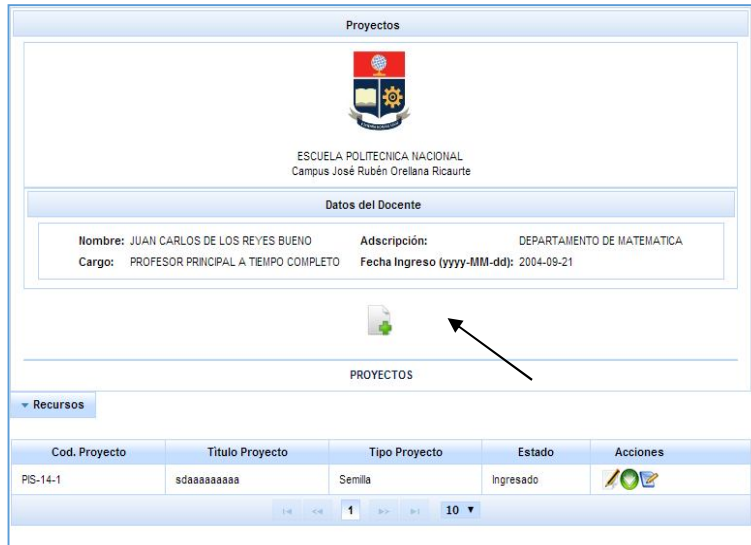 Proyectos
ESCUELA POLITECNICA NACIONAL
Campus José Rubén Orellana Ricaurte
Datos del Docente
Nombre: JUAN CARLOS DE LOS REYES BUENO Adscripción: DEPARTAMENTO DE MATEMATICA
Cargo: PROFESOR PRINCIPAL A TIEMPO COMPLETO Fecha Ingreso (yyyy-MM-dd): 2004-09-21
PROYECTOS
Recursos
Cod. Proyecto Título Proyecto Tipo Proyecto Estado Acciones
PIS-14-1 sdaaaaaaaaa Semilla Ingresado
1 10